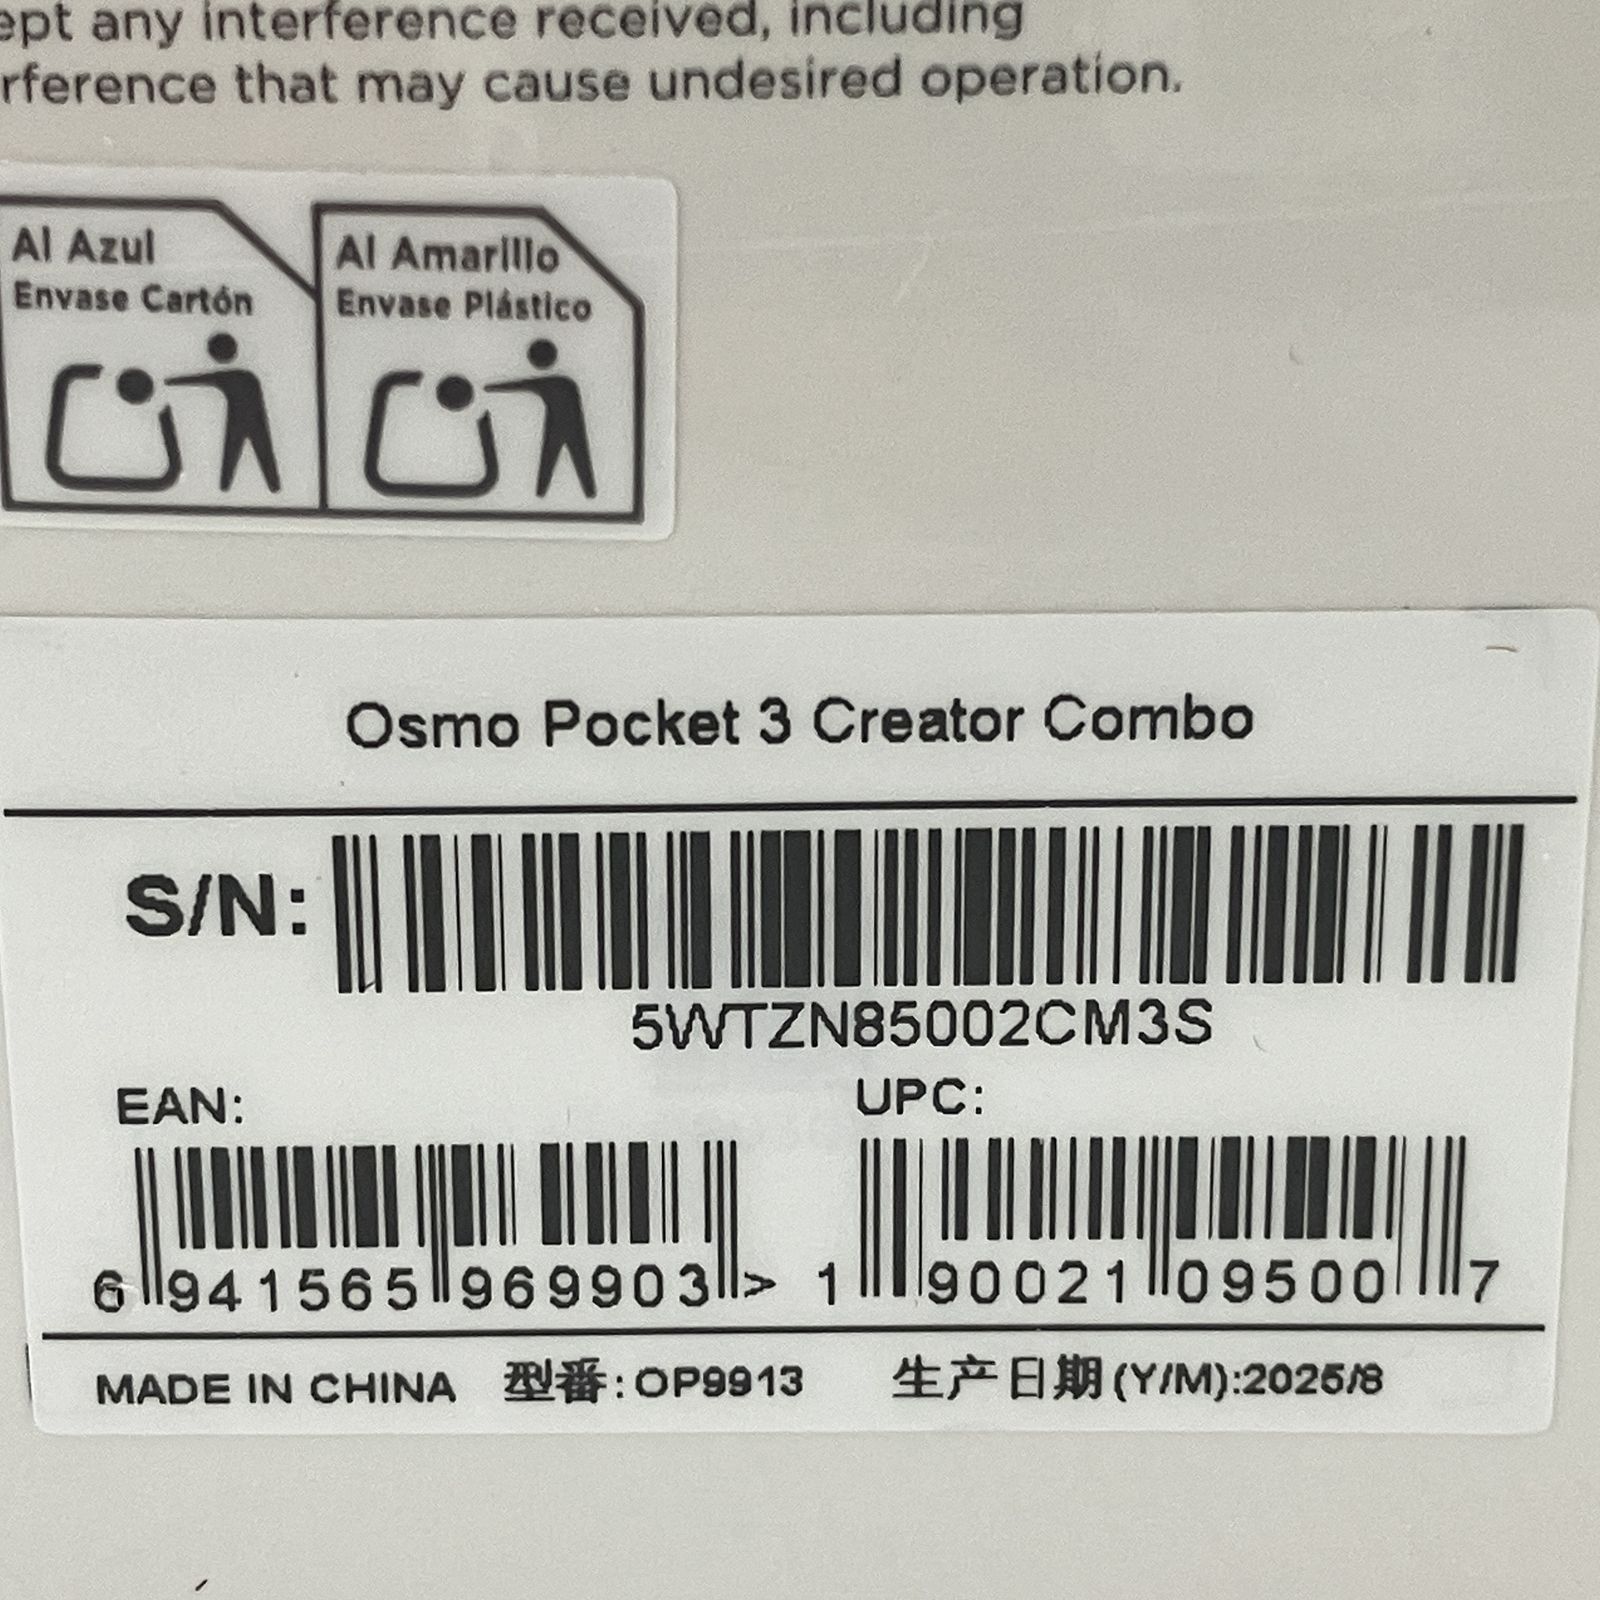 ept any interference received, including
rference that may cause undesired operation.
Al Azul
Envase Cartón
Al Amarillo
Envase Plástico
Osmo Pocket 3 Creator Combo
S/N:
5WTZN85002CM3S
EAN:
6 941565 969903 >
UPC:
1 90021 09500 7
MADE IN CHINA 型番:OP9913 生产日期(Y/M):2025/8